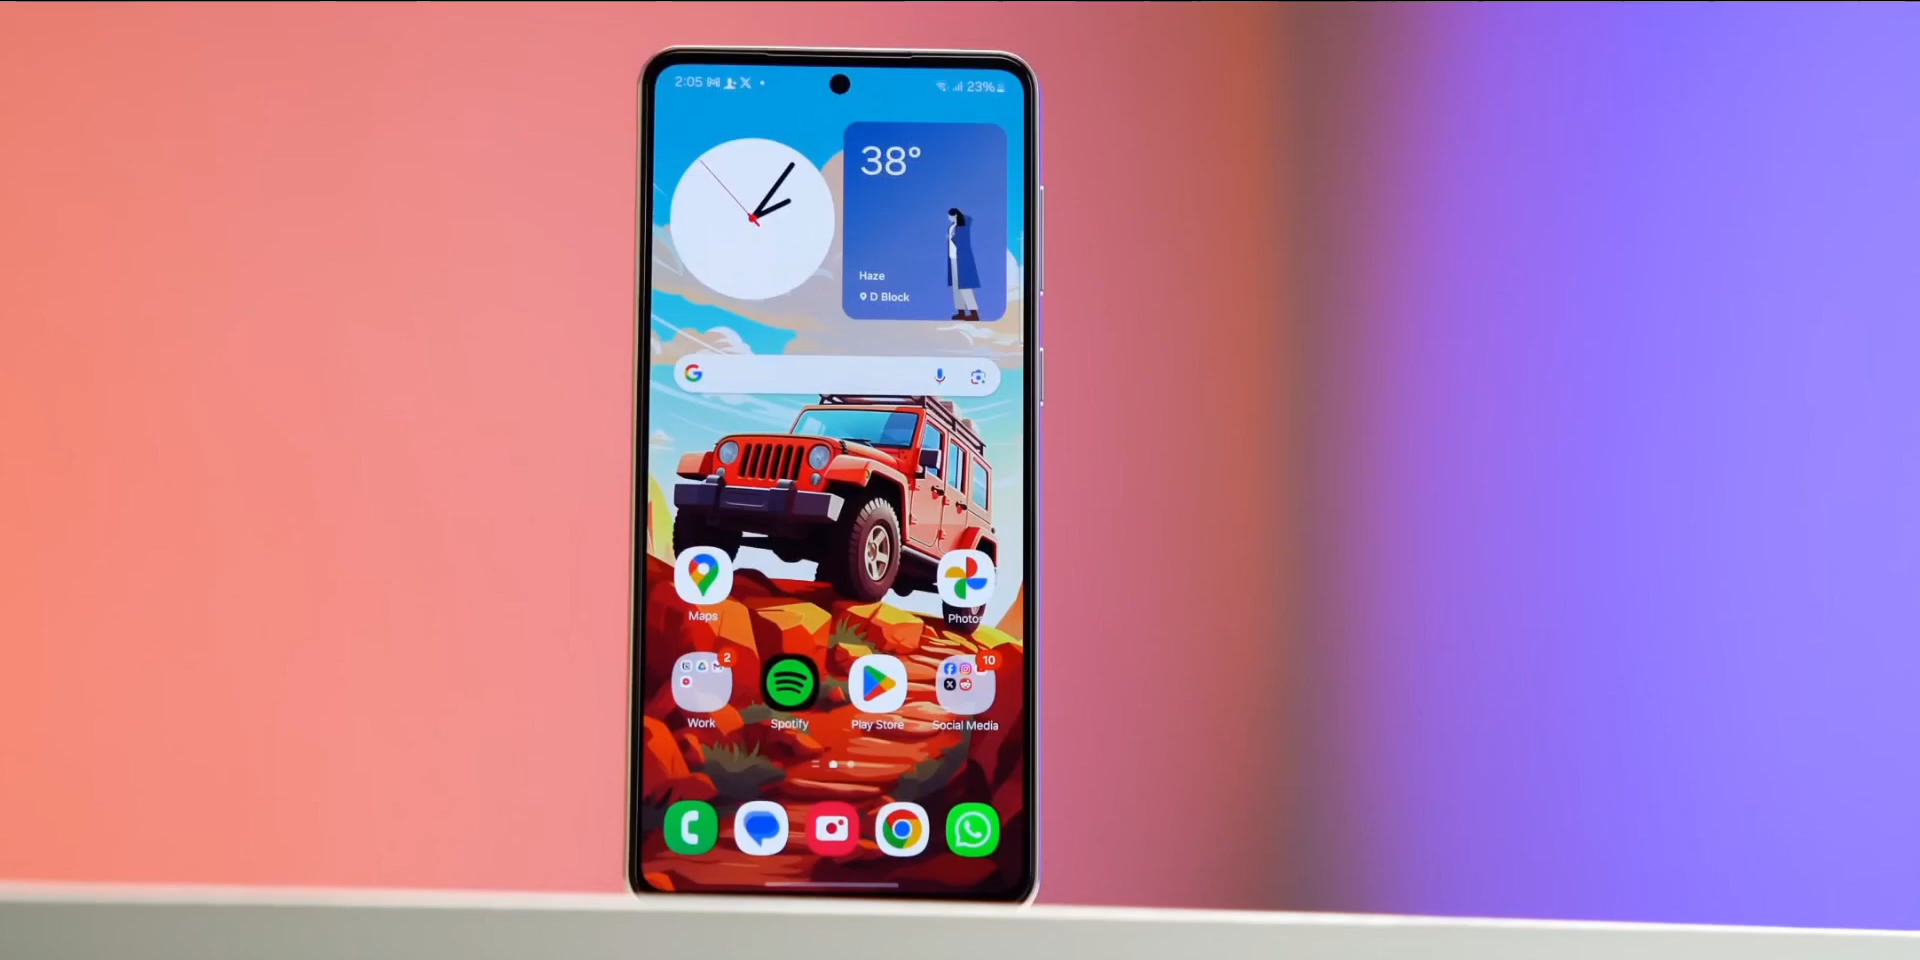 2:05
23%
38°
Haze
D Block
Maps
Photos
2
10
Work
Spotify
Play Store
Social Media